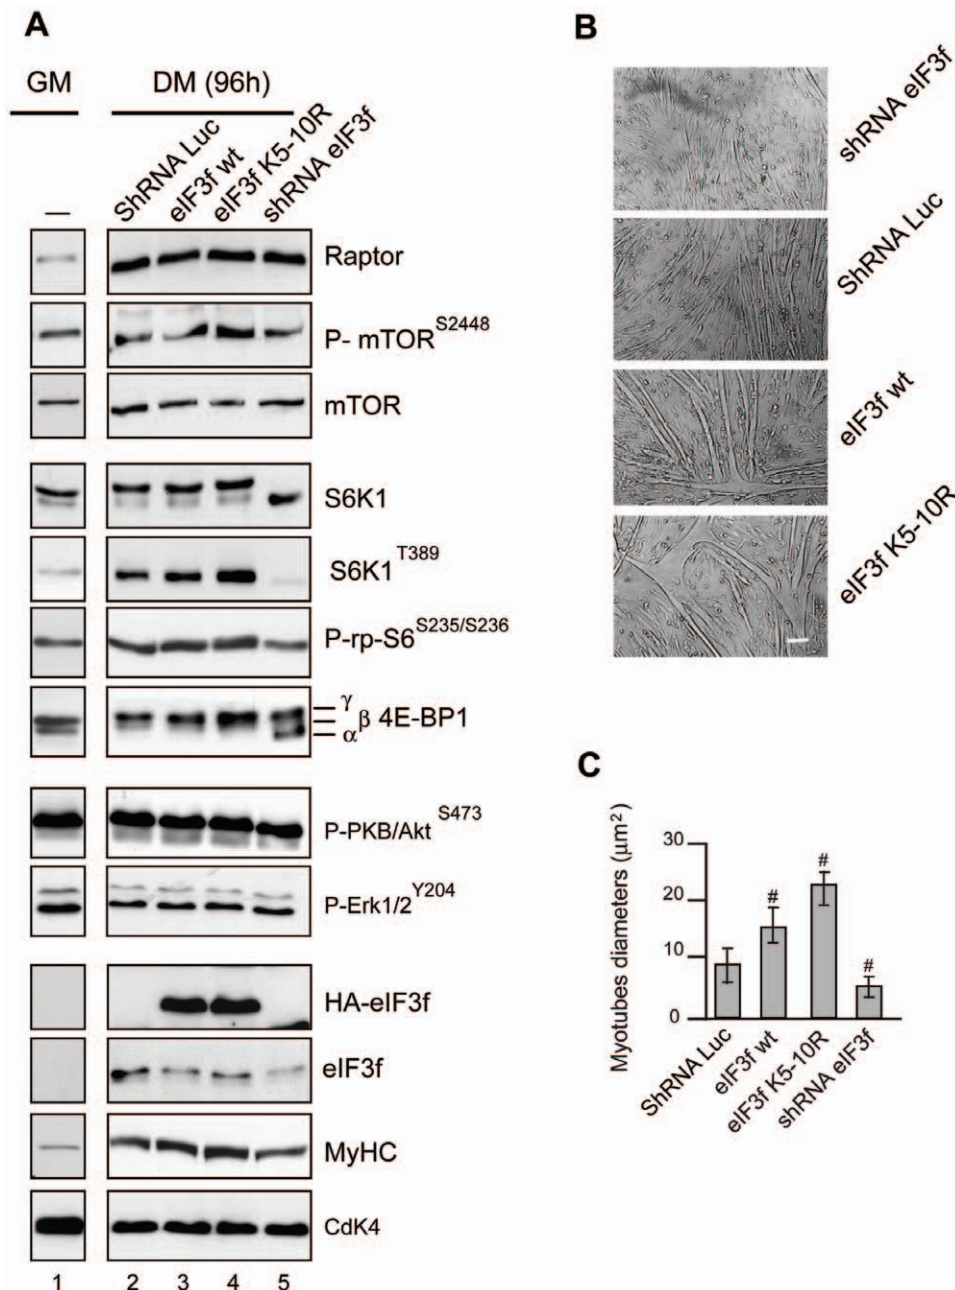 A
GM
DM (96h)
—
ShRNA Luc
eIF3f wt
eIF3f K5-10R
shRNA eIF3f
Raptor
P- mTOR S2448
mTOR
S6K1
S6K1 T389
P-rp-S6 S235/S236
γ
β 4E-BP1
α
P-PKB/Akt S473
P-Erk1/2 Y204
HA-eIF3f
eIF3f
MyHC
CdK4
1 2 3 4 5
B
shRNA eIF3f
ShRNA Luc
eIF3f wt
eIF3f K5-10R
C
Myotubes diameters (µm²)
30
20
10
0
# # #
ShRNA Luc
eIF3f wt
eIF3f K5-10R
shRNA eIF3f